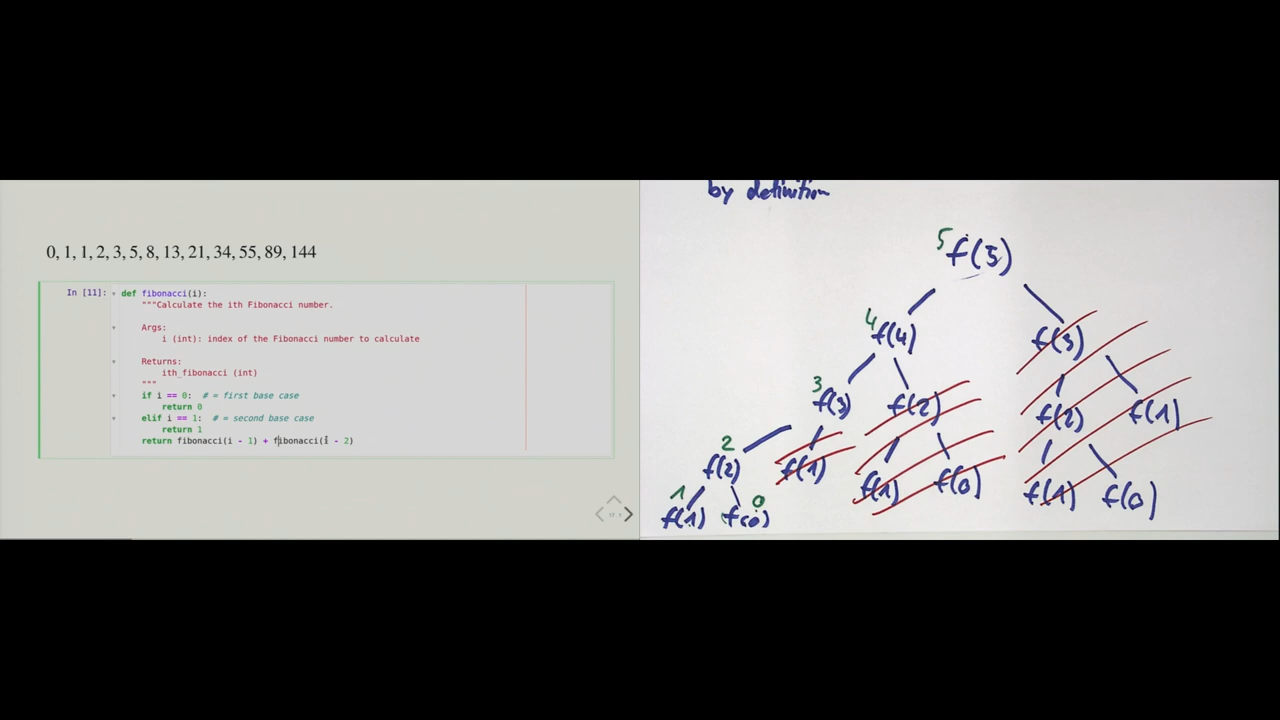 0, 1, 1, 2, 3, 5, 8, 13, 21, 34, 55, 89, 144
In [11]: def fibonacci(i):
"""Calculate the ith Fibonacci number.
Args:
i (int): index of the Fibonacci number to calculate
Returns:
ith_fibonacci (int)
"""
if i == 0:  # = first base case
return 0
elif i == 1:  # = second base case
return 1
return fibonacci(i - 1) + fibonacci(i - 2)
by definition
5 f(5)
4 f(4) f(3)
3 f(3) f(2) f(2) f(1)
2 f(2) f(1) f(1) f(0) f(1) f(0)
1 f(1) 0 f(0)